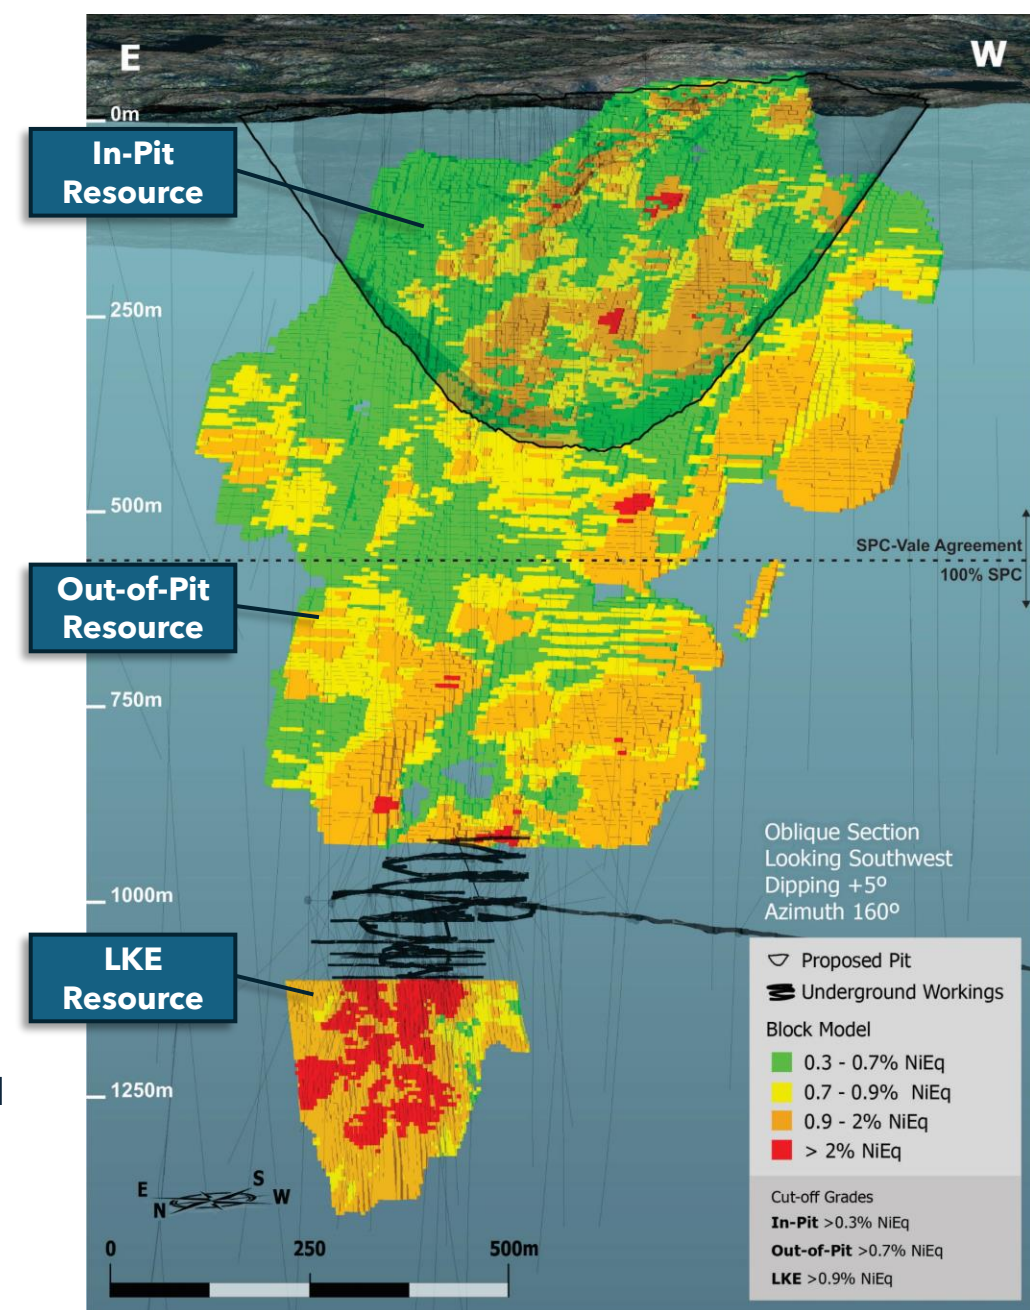 E
W
0m
In-Pit
Resource
250m
500m
SPC-Vale Agreement
100% SPC
Out-of-Pit
Resource
750m
Oblique Section
Looking Southwest
Dipping +5º
Azimuth 160º
1000m
LKE
Resource
Proposed Pit
Underground Workings
Block Model
0.3 - 0.7% NiEq
0.7 - 0.9% NiEq
0.9 - 2% NiEq
> 2% NiEq
1250m
E
S
N
W
Cut-off Grades
In-Pit >0.3% NiEq
Out-of-Pit >0.7% NiEq
LKE >0.9% NiEq
0 250 500m